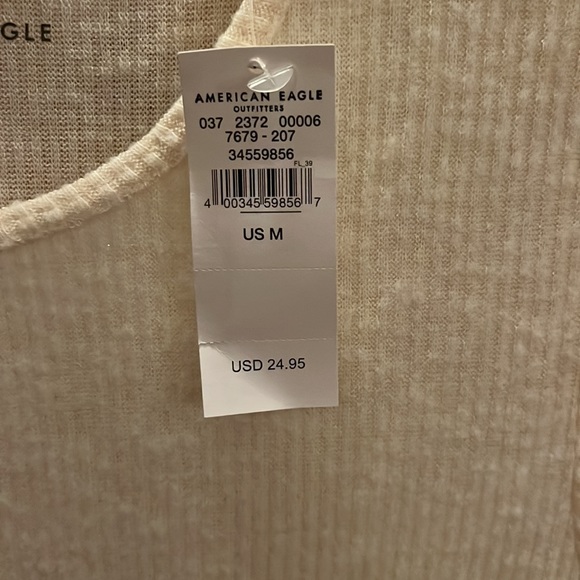 GLE
AMERICAN EAGLE
OUTFITTERS
037 2372 00006
7679 - 207
34559856
FL_39
4 00345 59856 7
US M
USD 24.95